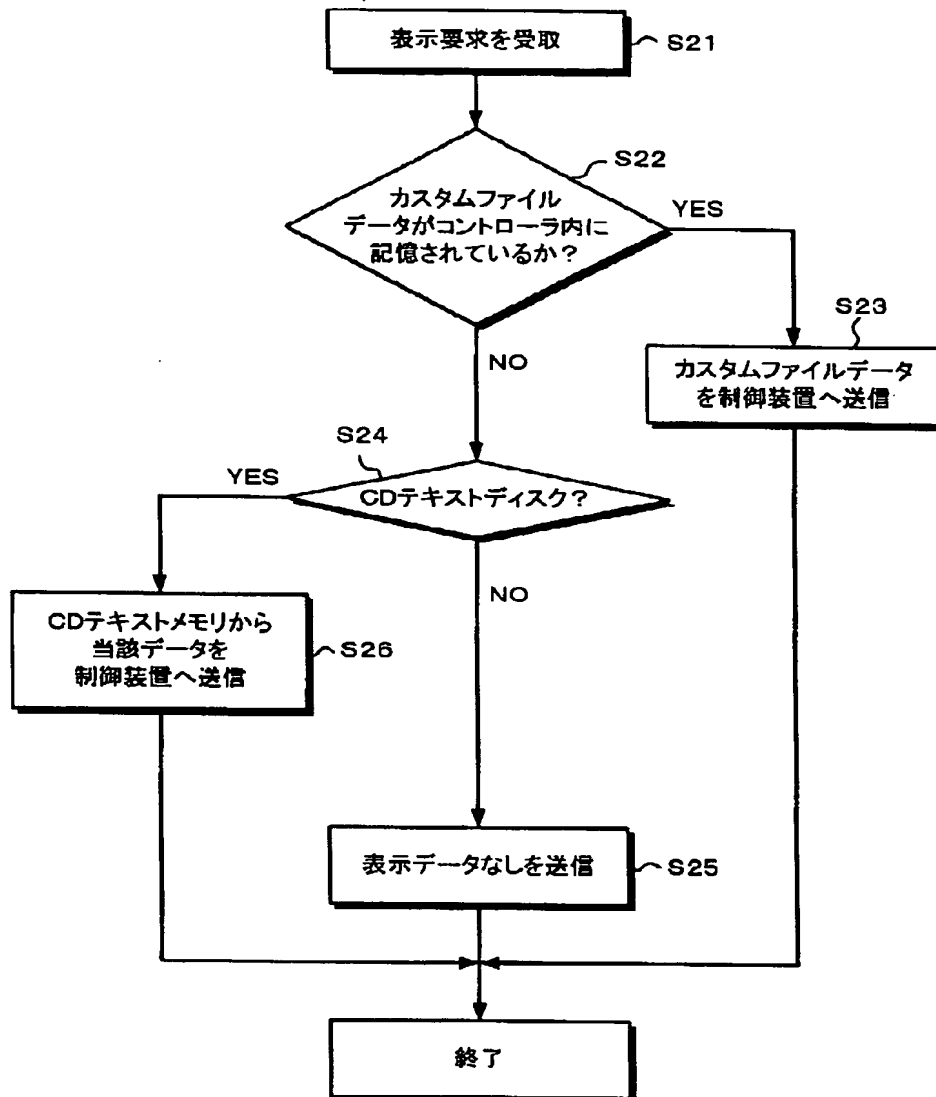 表示要求を受取
S21
S22
カスタムファイル
データがコントローラ内に
記憶されているか？
YES
S23
カスタムファイルデータ
を制御装置へ送信
NO
S24
YES
CDテキストディスク？
NO
CDテキストメモリから
当該データを
制御装置へ送信
S26
表示データなしを送信
S25
終了